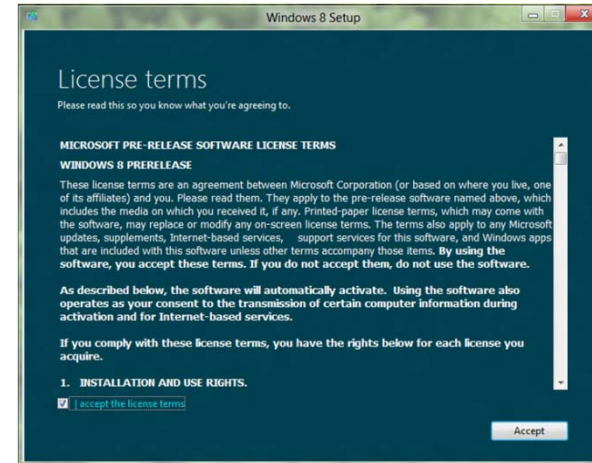 Windows 8 Setup
License terms
Please read this so you know what you're agreeing to.
MICROSOFT PRE-RELEASE SOFTWARE LICENSE TERMS
WINDOWS 8 PRERELEASE
These license terms are an agreement between Microsoft Corporation (or based on where you live, one
of its affiliates) and you. Please read them. They apply to the pre-release software named above, which
includes the media on which you received it, if any. Printed-paper license terms, which may come with
the software, may replace or modify any on-screen license terms. The terms also apply to any Microsoft
updates, supplements, Internet-based services, support services for this software, and Windows apps
that are included with this software unless other terms accompany those items. By using the
software, you accept these terms. If you do not accept them, do not use the software.
As described below, the software will automatically activate. Using the software also
operates as your consent to the transmission of certain computer information during
activation and for Internet-based services.
If you comply with these license terms, you have the rights below for each license you
acquire.
1. INSTALLATION AND USE RIGHTS.
I accept the license terms
Accept